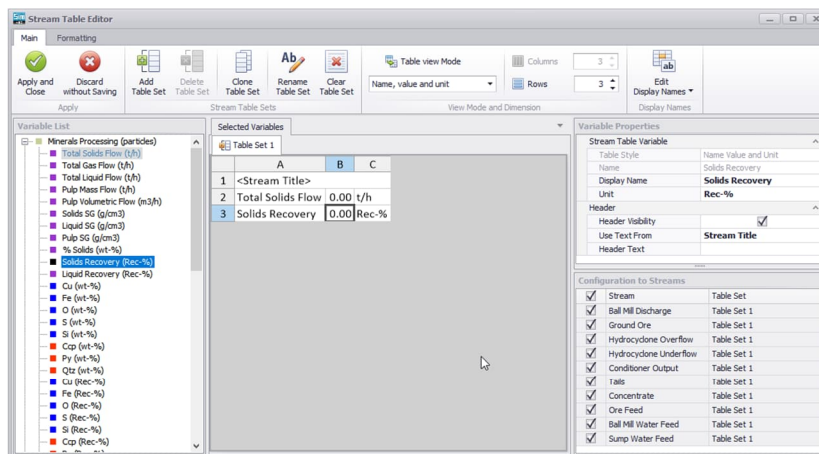 Stream Table Editor
Main Formatting
Apply and Close
Discard without Saving
Add Table Set
Delete Table Set
Clone Table Set
Rename Table Set
Clear Table Set
Table view Mode
Name, value and unit
Columns 3
Rows 3
Edit Display Names
Apply
Stream Table Sets
View Mode and Dimension
Display Names
Variable List
Minerals Processing (particles)
Total Solids Flow (t/h)
Total Gas Flow (t/h)
Total Liquid Flow (t/h)
Pulp Mass Flow (t/h)
Pulp Volumetric Flow (m3/h)
Solids SG (g/cm3)
Liquid SG (g/cm3)
Pulp SG (g/cm3)
% Solids (wt-%)
Solids Recovery (Rec-%)
Liquid Recovery (Rec-%)
Cu (wt-%)
Fe (wt-%)
O (wt-%)
S (wt-%)
Si (wt-%)
Ccp (wt-%)
Py (wt-%)
Qtz (wt-%)
Cu (Rec-%)
Fe (Rec-%)
O (Rec-%)
S (Rec-%)
Si (Rec-%)
Ccp (Rec-%)
Selected Variables
Table Set 1
A B C
1 <Stream Title>
2 Total Solids Flow 0.00 t/h
3 Solids Recovery 0.00 Rec-%
Variable Properties
Stream Table Variable
Table Style Name Value and Unit
Name Solids Recovery
Display Name Solids Recovery
Unit Rec-%
Header
Header Visibility
Use Text From Stream Title
Header Text
Configuration to Streams
Stream Table Set
Ball Mill Discharge Table Set 1
Ground Ore Table Set 1
Hydrocyclone Overflow Table Set 1
Hydrocyclone Underflow Table Set 1
Conditioner Output Table Set 1
Tails Table Set 1
Concentrate Table Set 1
Ore Feed Table Set 1
Ball Mill Water Feed Table Set 1
Sump Water Feed Table Set 1